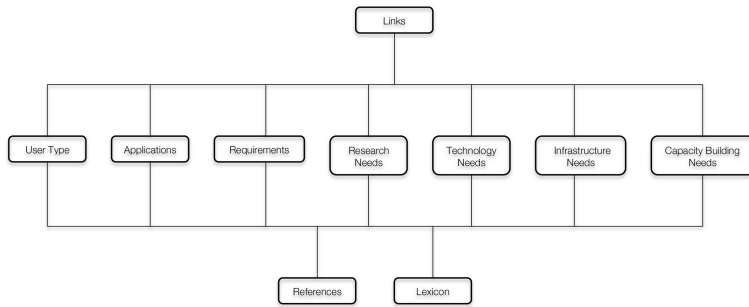 Links
User Type
Applications
Requirements
Research
Needs
Technology
Needs
Infrastructure
Needs
Capacity Building
Needs
References
Lexicon